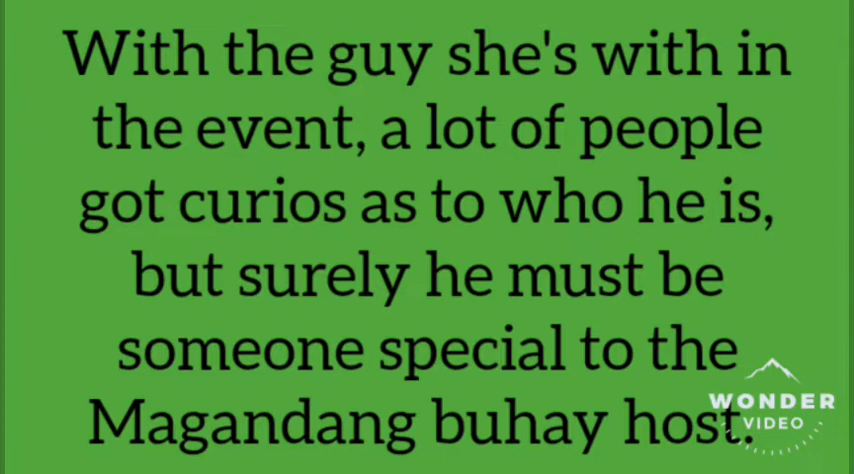 With the guy she's with in
the event, a lot of people
got curios as to who he is,
but surely he must be
someone special to the
Magandang buhay host.
WONDER
VIDEO